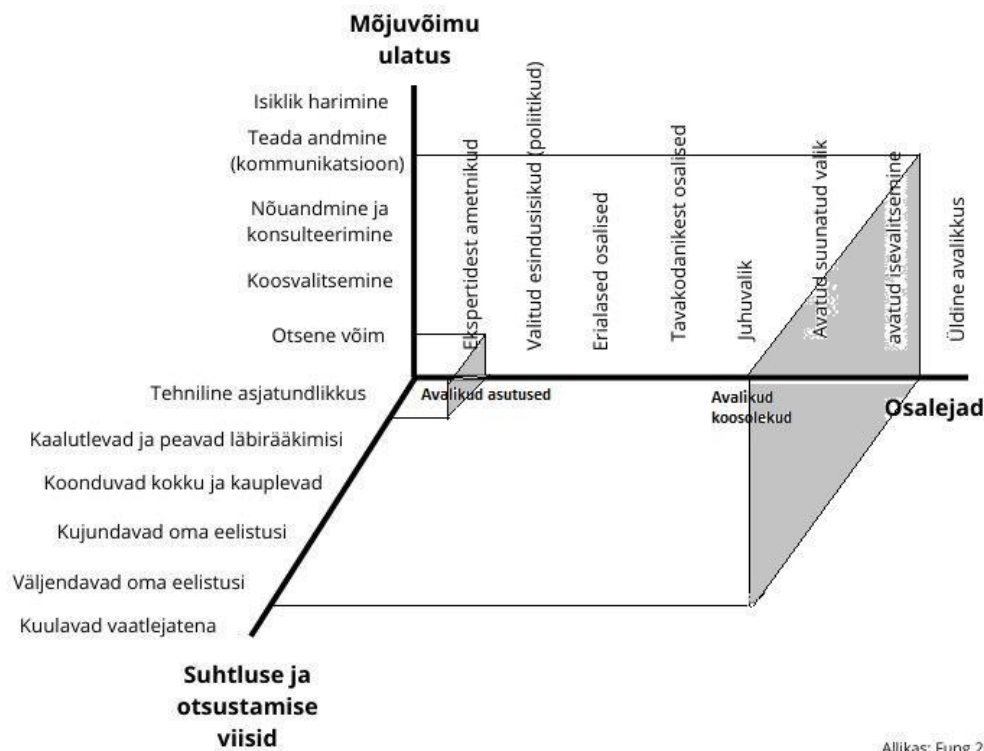 Mõjuvõimu
ulatus
Isiklik harimine
Teada andmine
(kommunikatsioon)
Nõuandmine ja
konsulteerimine
Koosvalitsemine
Otsene võim
Ekspertidest ametnikud
Valitud esindusisikud (poliitikud)
Erialased osalised
Tavakodanikest osalised
Juhuvalik
Avatud suunatud valik
avatud isevalitsemine
Üldine avalikkus
Tehniline asjatundlikkus
Avalikud asutused
Avalikud
koosolekud
Osalejad
Kaalutlevad ja peavad läbirääkimisi
Koonduvad kokku ja kauplevad
Kujundavad oma eelistusi
Väljendavad oma eelistusi
Kuulavad vaatlejatena
Suhtluse ja
otsustamise
viisid
Allikas: Fung 2